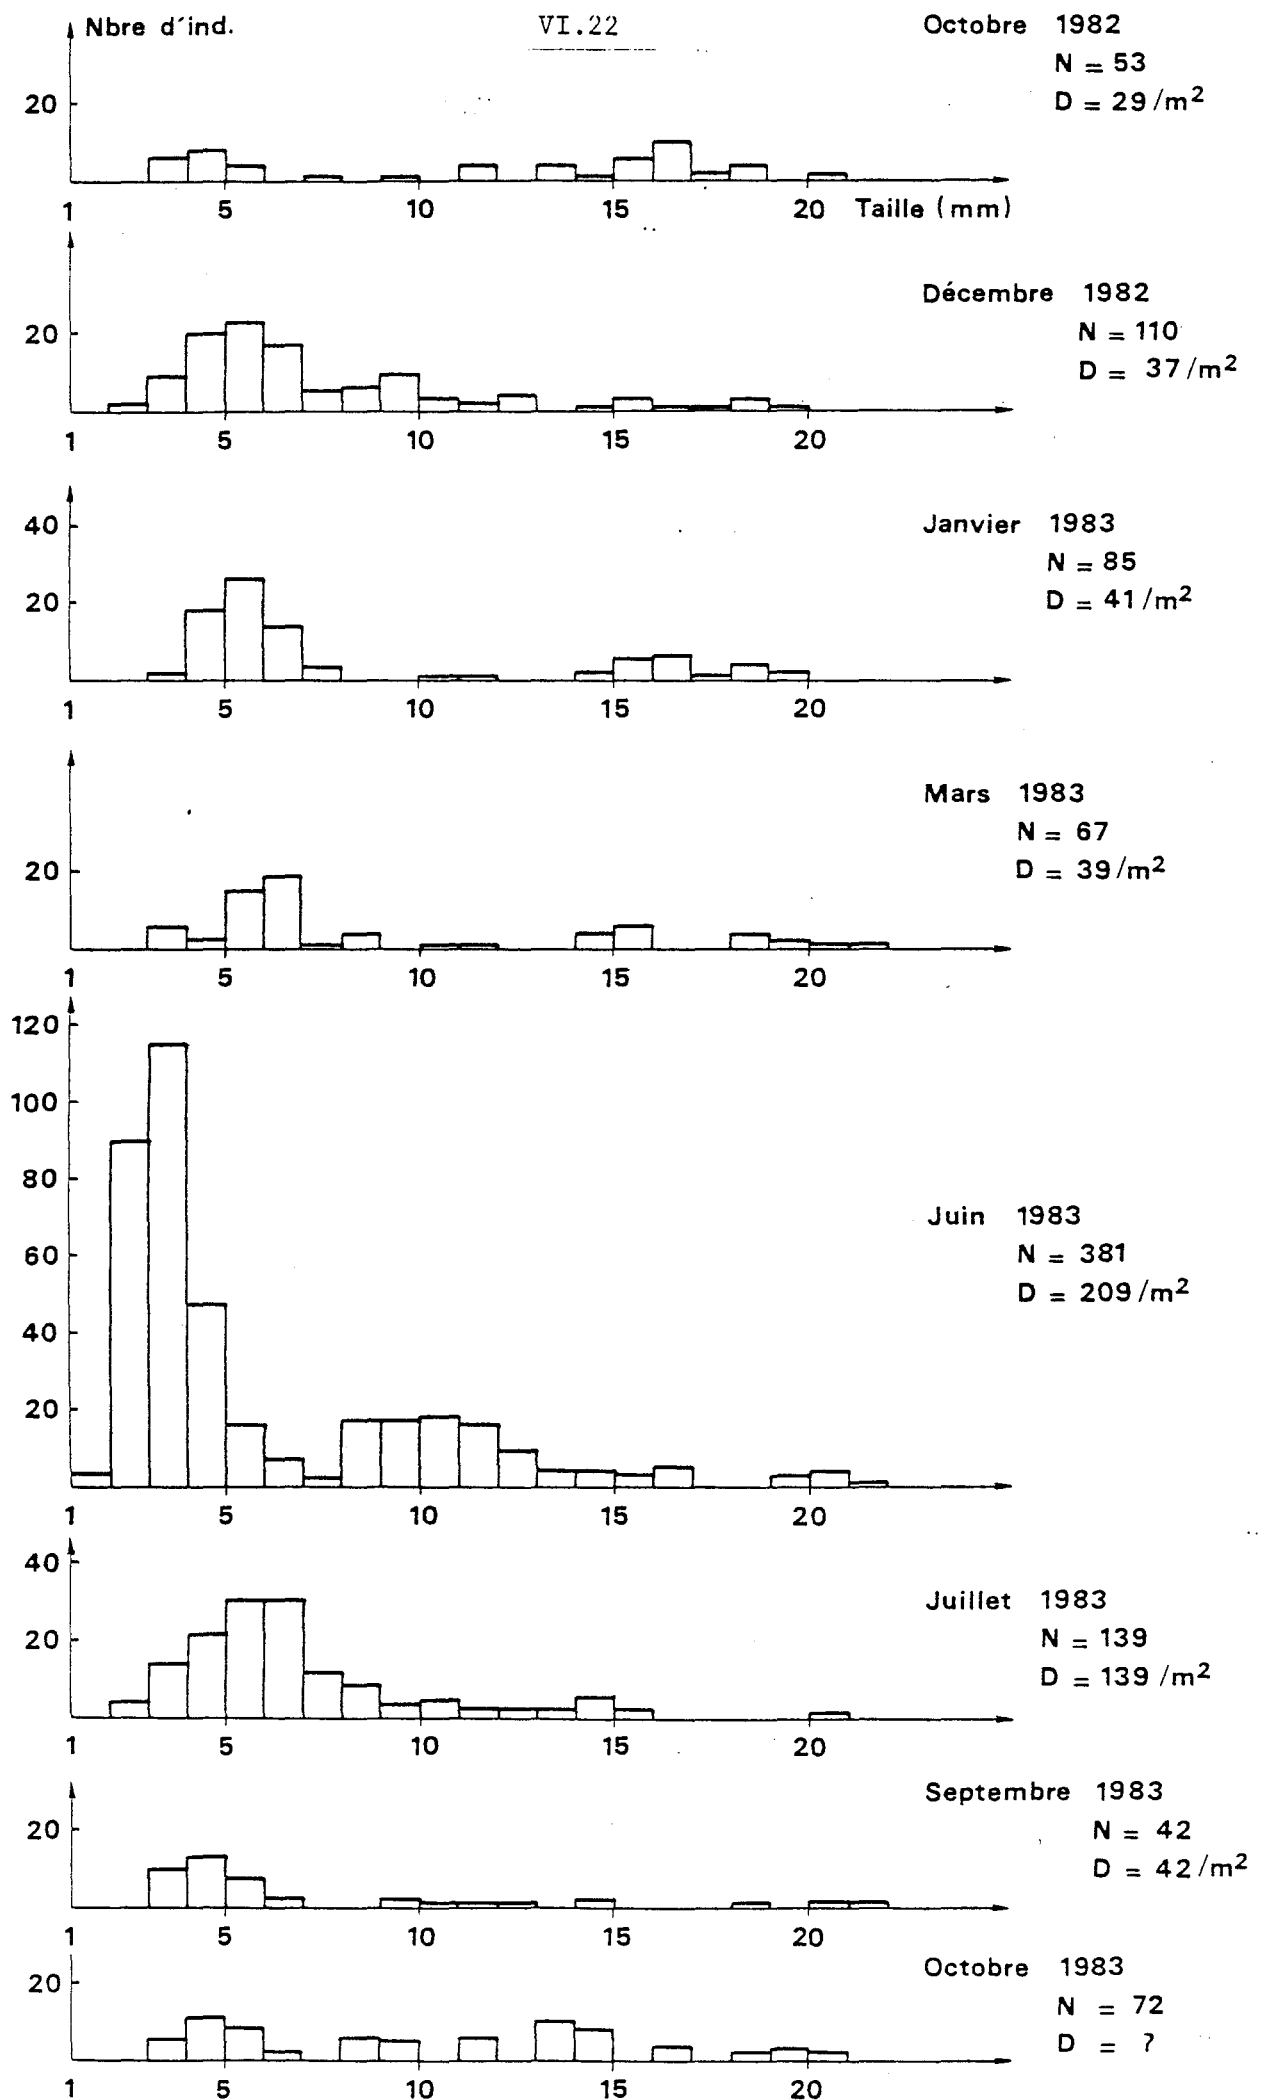 Nbre d'ind.
VI.22
Octobre 1982
N = 53
D = 29/m²
20
1 5 10 15 20 Taille (mm)
Décembre 1982
N = 110
D = 37/m²
20
1 5 10 15 20
Janvier 1983
N = 85
D = 41/m²
40
20
1 5 10 15 20
Mars 1983
N = 67
D = 39/m²
20
1 5 10 15 20
120
100
80
60
40
20
Juin 1983
N = 381
D = 209/m²
1 5 10 15 20
40
20
Juillet 1983
N = 139
D = 139/m²
1 5 10 15 20
Septembre 1983
N = 42
D = 42/m²
20
1 5 10 15 20
Octobre 1983
N = 72
D = ?
20
1 5 10 15 20